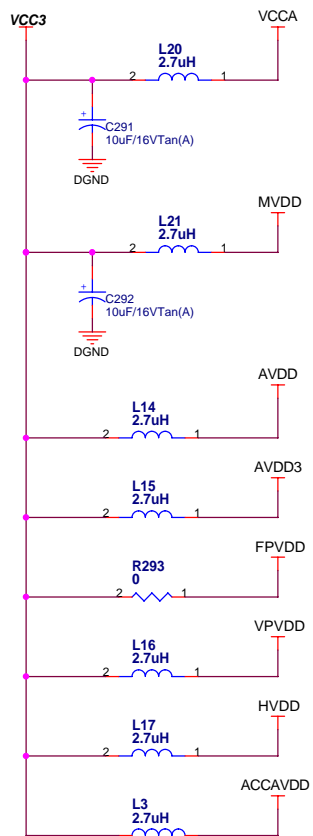 VCC3
VCCA
L20
2.7uH
2 1
C291
10uF/16VTan(A)
DGND
MVDD
L21
2.7uH
2 1
C292
10uF/16VTan(A)
DGND
AVDD
L14
2.7uH
2 1
AVDD3
L15
2.7uH
2 1
FPVDD
R293
0
2 1
VPVDD
L16
2.7uH
2 1
HVDD
L17
2.7uH
2 1
ACCAVDD
L3
2.7uH